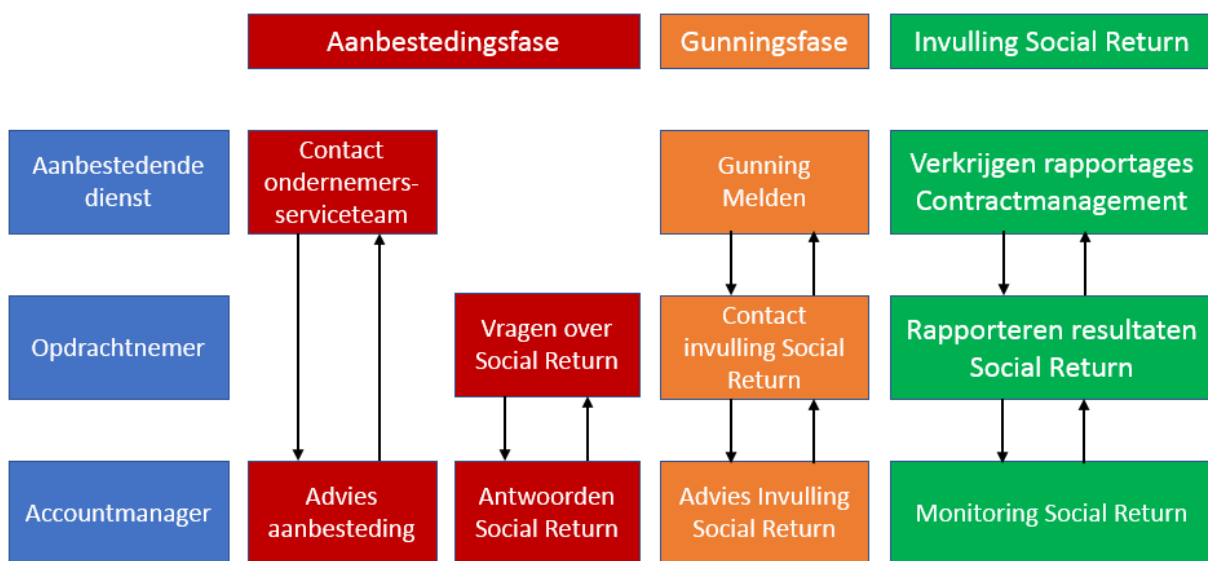 Aanbestedingsfase
Gunningsfase
Invulling Social Return
Aanbestedende
dienst
Contact
ondernemers-
serviceteam
Gunning
Melden
Verkrijgen rapportages
Contractmanagement
Opdrachtnemer
Vragen over
Social Return
Contact
invulling Social
Return
Rapporteren resultaten
Social Return
Accountmanager
Advies
aanbesteding
Antwoorden
Social Return
Advies Invulling
Social Return
Monitoring Social Return